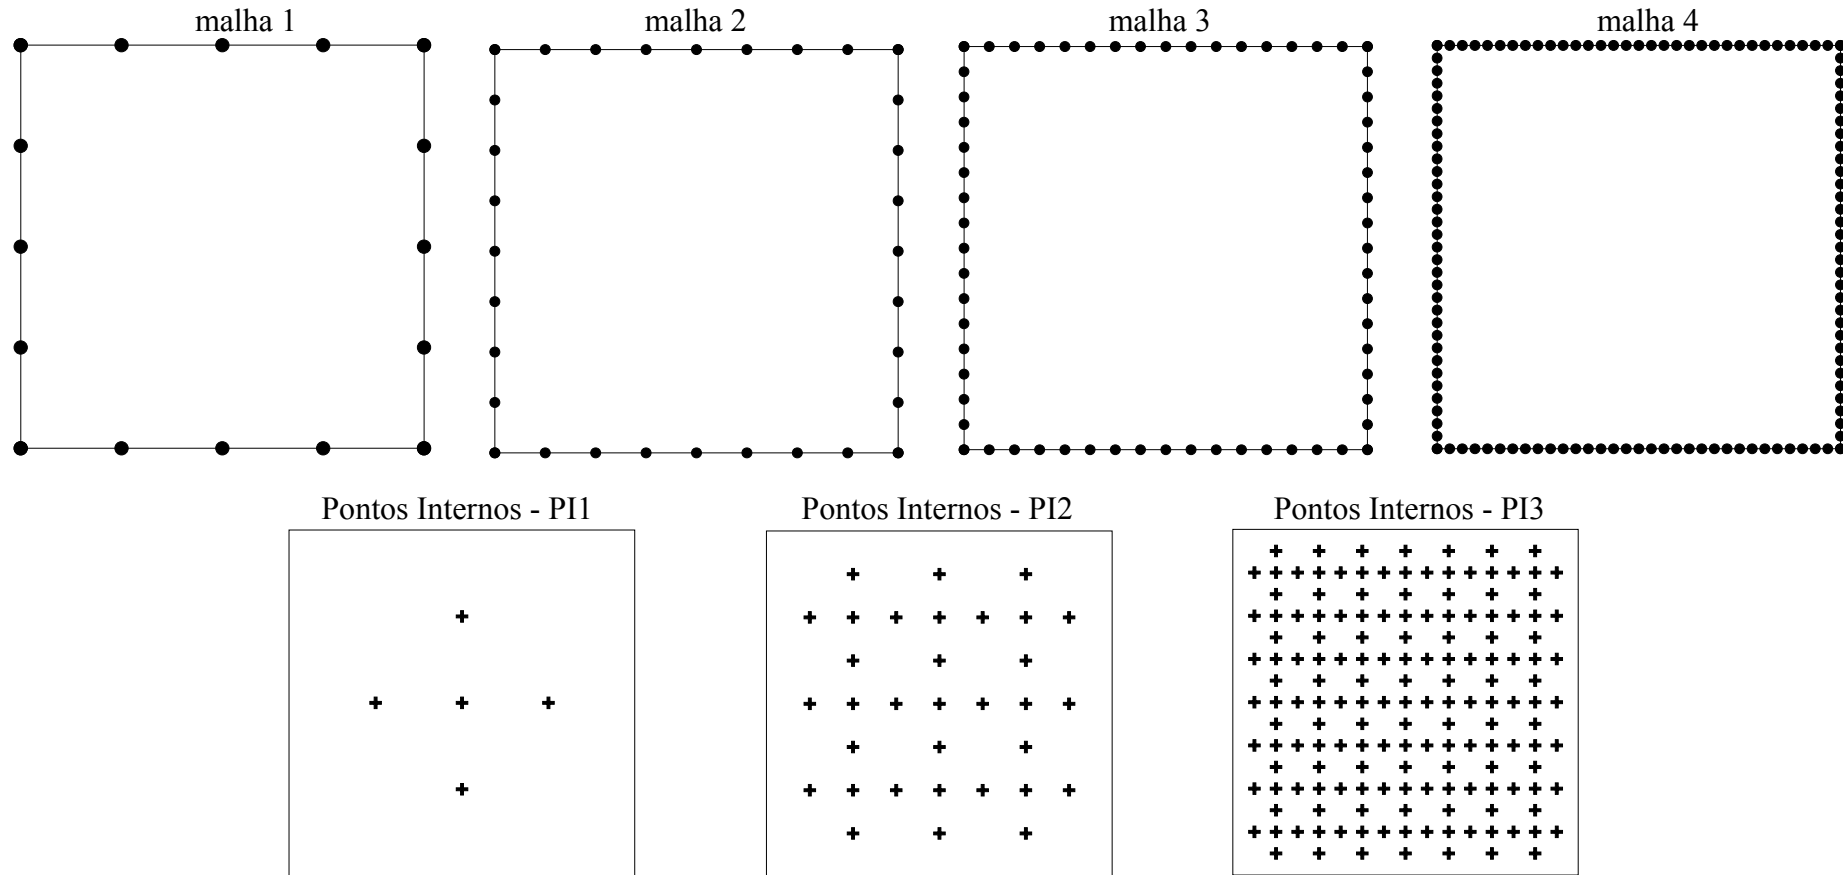 malha 1
malha 2
malha 3
malha 4
Pontos Internos - PI1
Pontos Internos - PI2
Pontos Internos - PI3